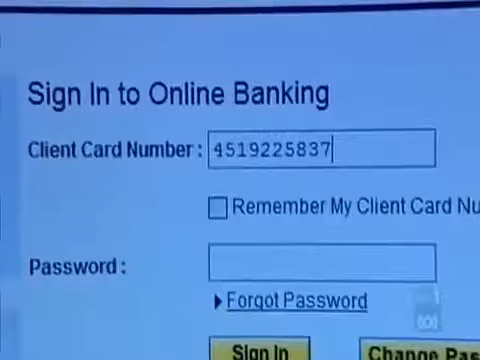 Sign In to Online Banking
Client Card Number : 4519225837
Remember My Client Card Nu
Password :
Forgot Password
Sign In
Change Pas
abc